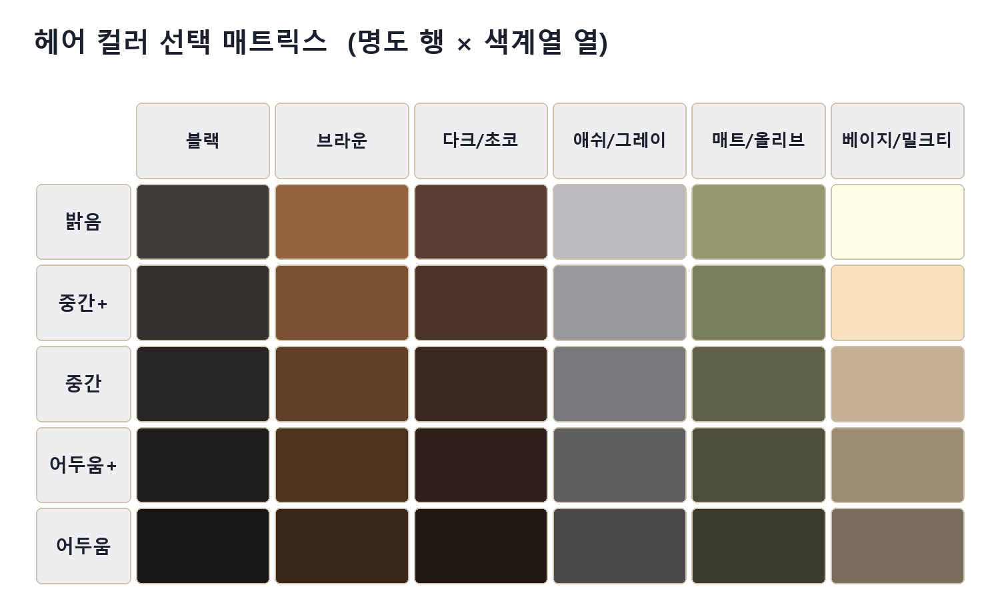 헤어 컬러 선택 매트릭스 (명도 행 × 색계열 열)
블랙 브라운 다크/초코 애쉬/그레이 매트/올리브 베이지/밀크티
밝음
중간+
중간
어두움+
어두움